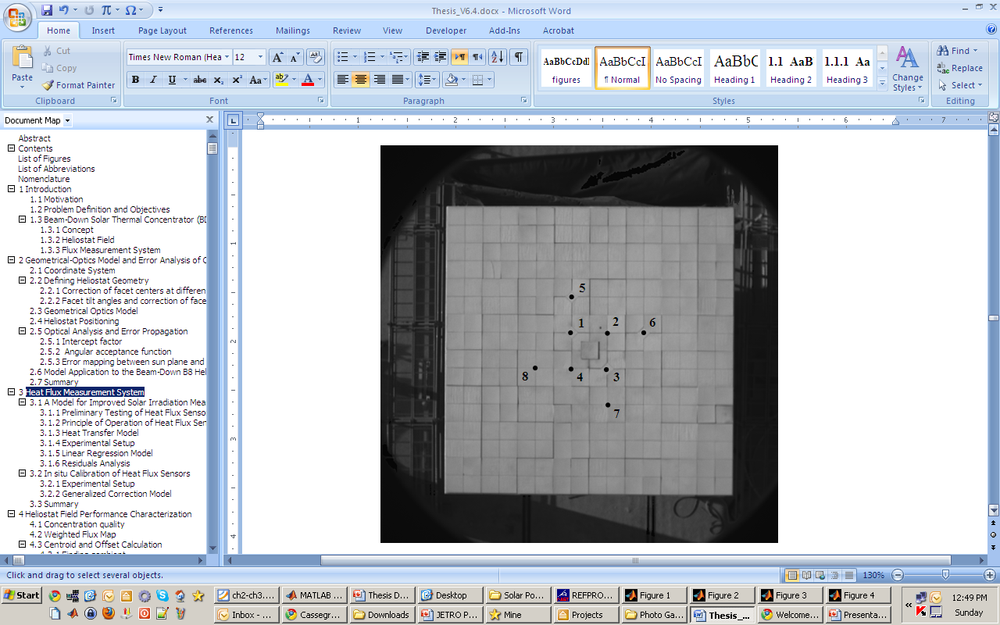 Thesis_V6.4.docx - Microsoft Word
Home Insert Page Layout References Mailings Review View Developer Add-Ins Acrobat
Paste
Cut
Copy
Format Painter
Clipboard
Times New Roman (Hea 12
Font
Paragraph
AaBbCcDdI AaBbCcI AaBbCcI AaBbC 1.1 AaB 1.1.1 Aa
figures ¶ Normal No Spacing Heading 1 Heading 2 Heading 3
Change Styles
Styles
Find
Replace
Select
Editing
Document Map
Abstract
Contents
List of Figures
List of Abbreviations
Nomenclature
1 Introduction
1.1 Motivation
1.2 Problem Definition and Objectives
1.3 Beam-Down Solar Thermal Concentrator (BD
1.3.1 Concept
1.3.2 Heliostat Field
1.3.3 Flux Measurement System
2 Geometrical-Optics Model and Error Analysis of C
2.1 Coordinate System
2.2 Defining Heliostat Geometry
2.2.1 Correction of facet centers at differen
2.2.2 Facet tilt angles and correction of face
2.3 Geometrical Optics Model
2.4 Heliostat Positioning
2.5 Optical Analysis and Error Propagation
2.5.1 Intercept factor
2.5.2 Angular acceptance function
2.5.3 Error mapping between sun plane and
2.6 Model Application to the Beam-Down B8 Hel
2.7 Summary
3 Heat Flux Measurement System
3.1 A Model for Improved Solar Irradiation Mea
3.1.1 Preliminary Testing of Heat Flux Senso
3.1.2 Principle of Operation of Heat Flux Sen
3.1.3 Heat Transfer Model
3.1.4 Experimental Setup
3.1.5 Linear Regression Model
3.1.6 Residuals Analysis
3.2 In situ Calibration of Heat Flux Sensors
3.2.1 Experimental Setup
3.2.2 Generalized Correction Model
3.3 Summary
4 Heliostat Field Performance Characterization
4.1 Concentration quality
4.2 Weighted Flux Map
4.3 Centroid and Offset Calculation
1 2 3 4 5 6 7
1
2
3
4
5
1 2 6
8 4 3
7
Click and drag to select several objects.
130%
Start
ch2-ch3.... MATLAB ... Thesis D... Desktop Solar Po... REFPRO... Figure 1 Figure 2 Figure 3 Figure 4
Inbox - ... Cassegr... Downloads JETRO P... Mine Projects Photo Ga... Thesis_... Welcome... Presenta...
12:49 PM
Sunday